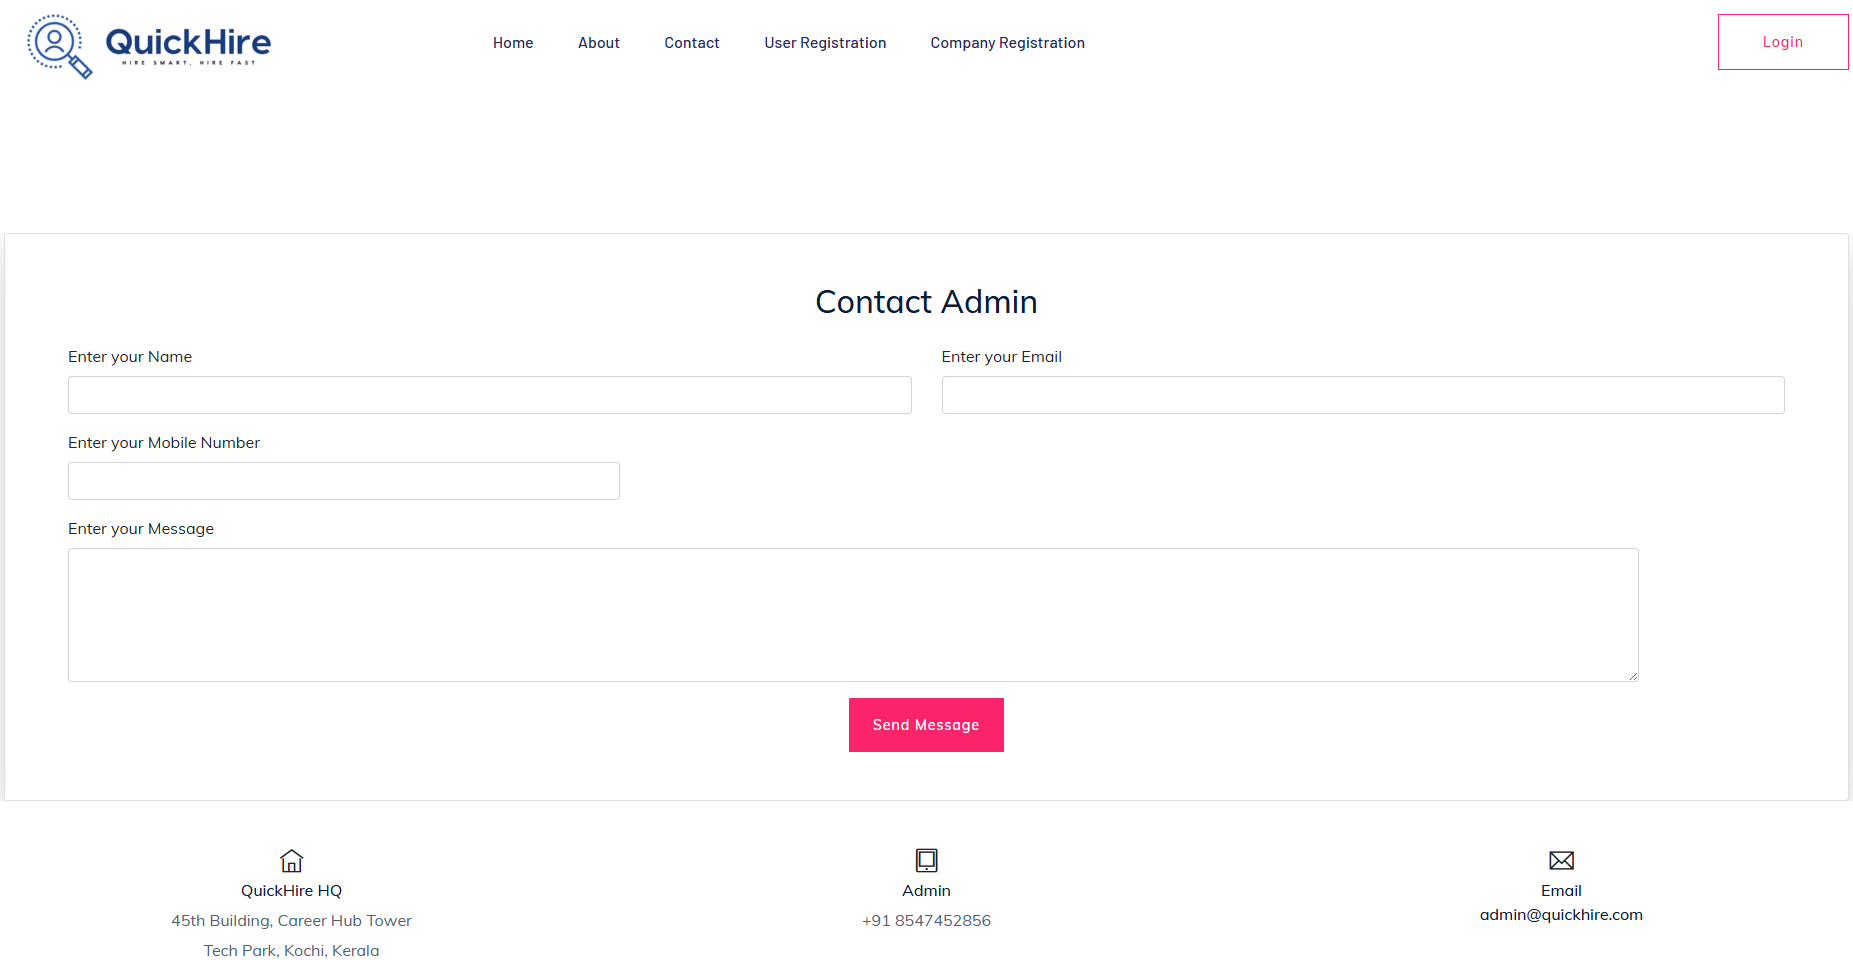 QuickHire
HIRE SMART, HIRE FAST
Home
About
Contact
User Registration
Company Registration
Login
Contact Admin
Enter your Name
Enter your Email
Enter your Mobile Number
Enter your Message
Send Message
QuickHire HQ
45th Building, Career Hub Tower
Tech Park, Kochi, Kerala
Admin
+91 8547452856
Email
admin@quickhire.com